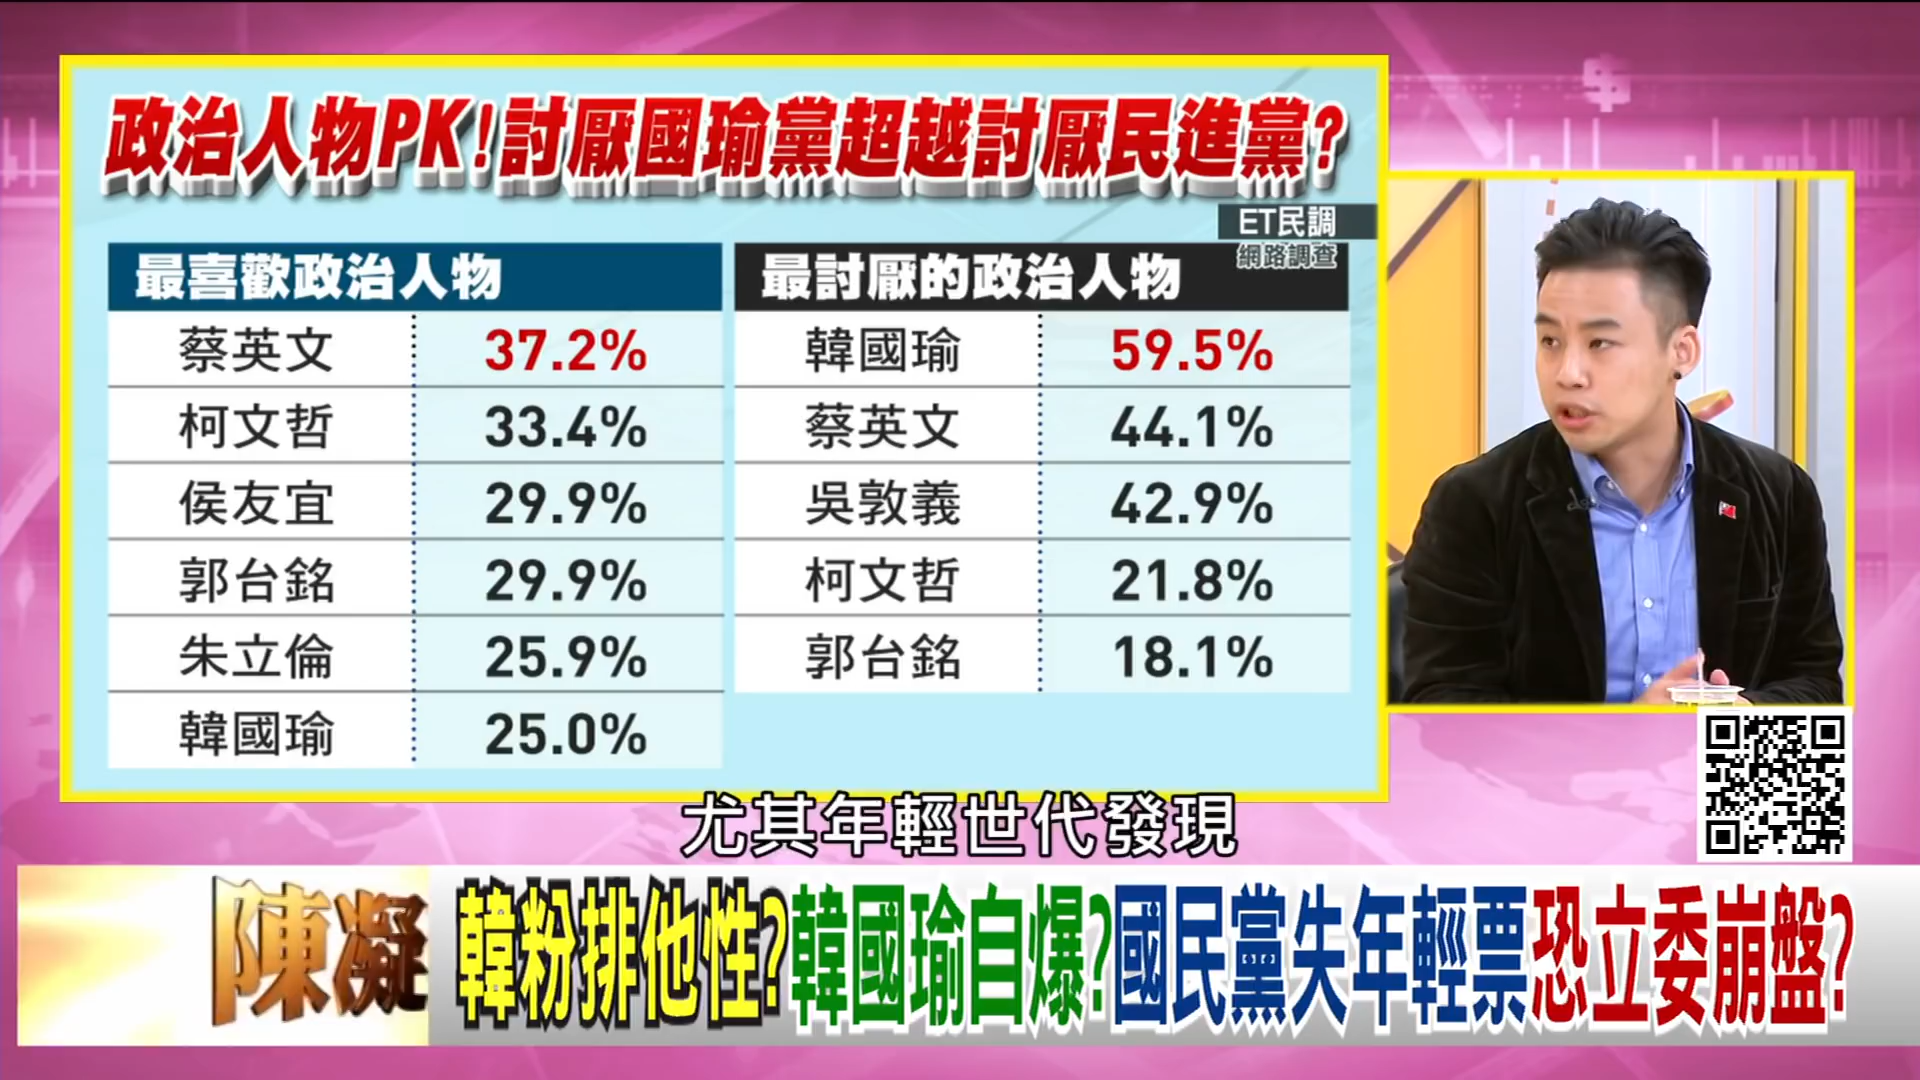 政治人物PK!討厭國瑜黨超越討厭民進黨?
ET民調
網路調查
最喜歡政治人物
蔡英文 37.2%
柯文哲 33.4%
侯友宜 29.9%
郭台銘 29.9%
朱立倫 25.9%
韓國瑜 25.0%
最討厭的政治人物
韓國瑜 59.5%
蔡英文 44.1%
吳敦義 42.9%
柯文哲 21.8%
郭台銘 18.1%
尤其年輕世代發現
陳凝
韓粉排他性?韓國瑜自爆?國民黨失年輕票恐立委崩盤?